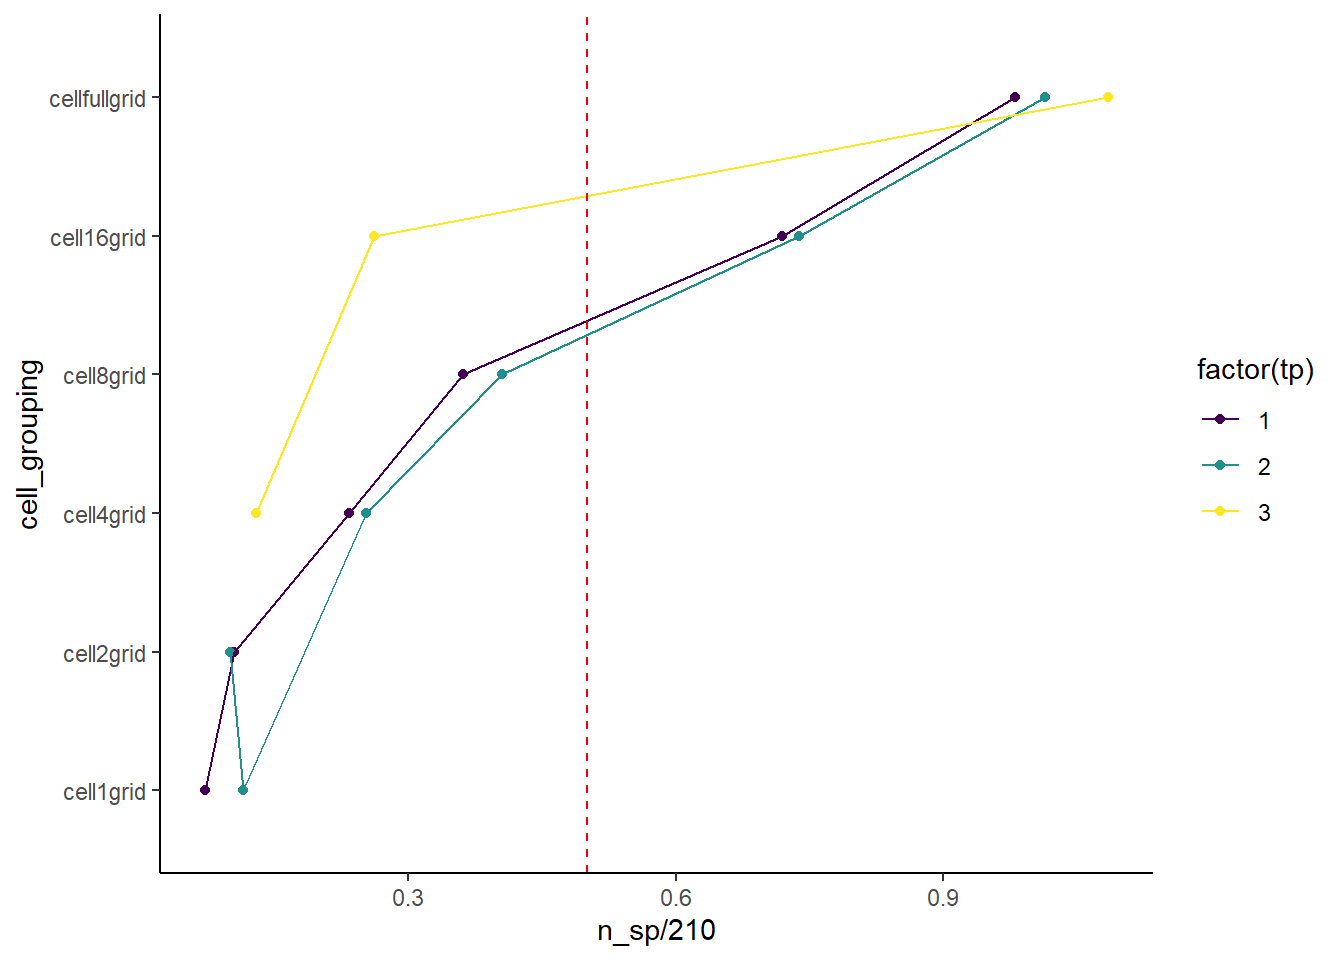 cellfullgrid
cell16grid
cell8grid
cell4grid
cell2grid
cell1grid
cell_grouping
0.3
0.6
0.9
n_sp/210
factor(tp)
1
2
3